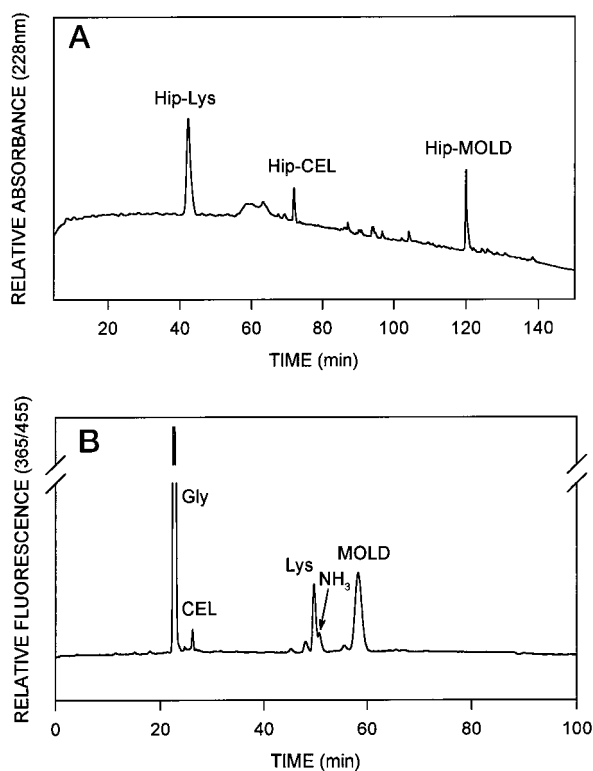 A
RELATIVE ABSORBANCE (228nm)
Hip-Lys
Hip-CEL
Hip-MOLD
20 40 60 80 100 120 140
TIME (min)
B
RELATIVE FLUORESCENCE (365/455)
Gly
CEL
Lys
NH₃
MOLD
0 20 40 60 80 100
TIME (min)